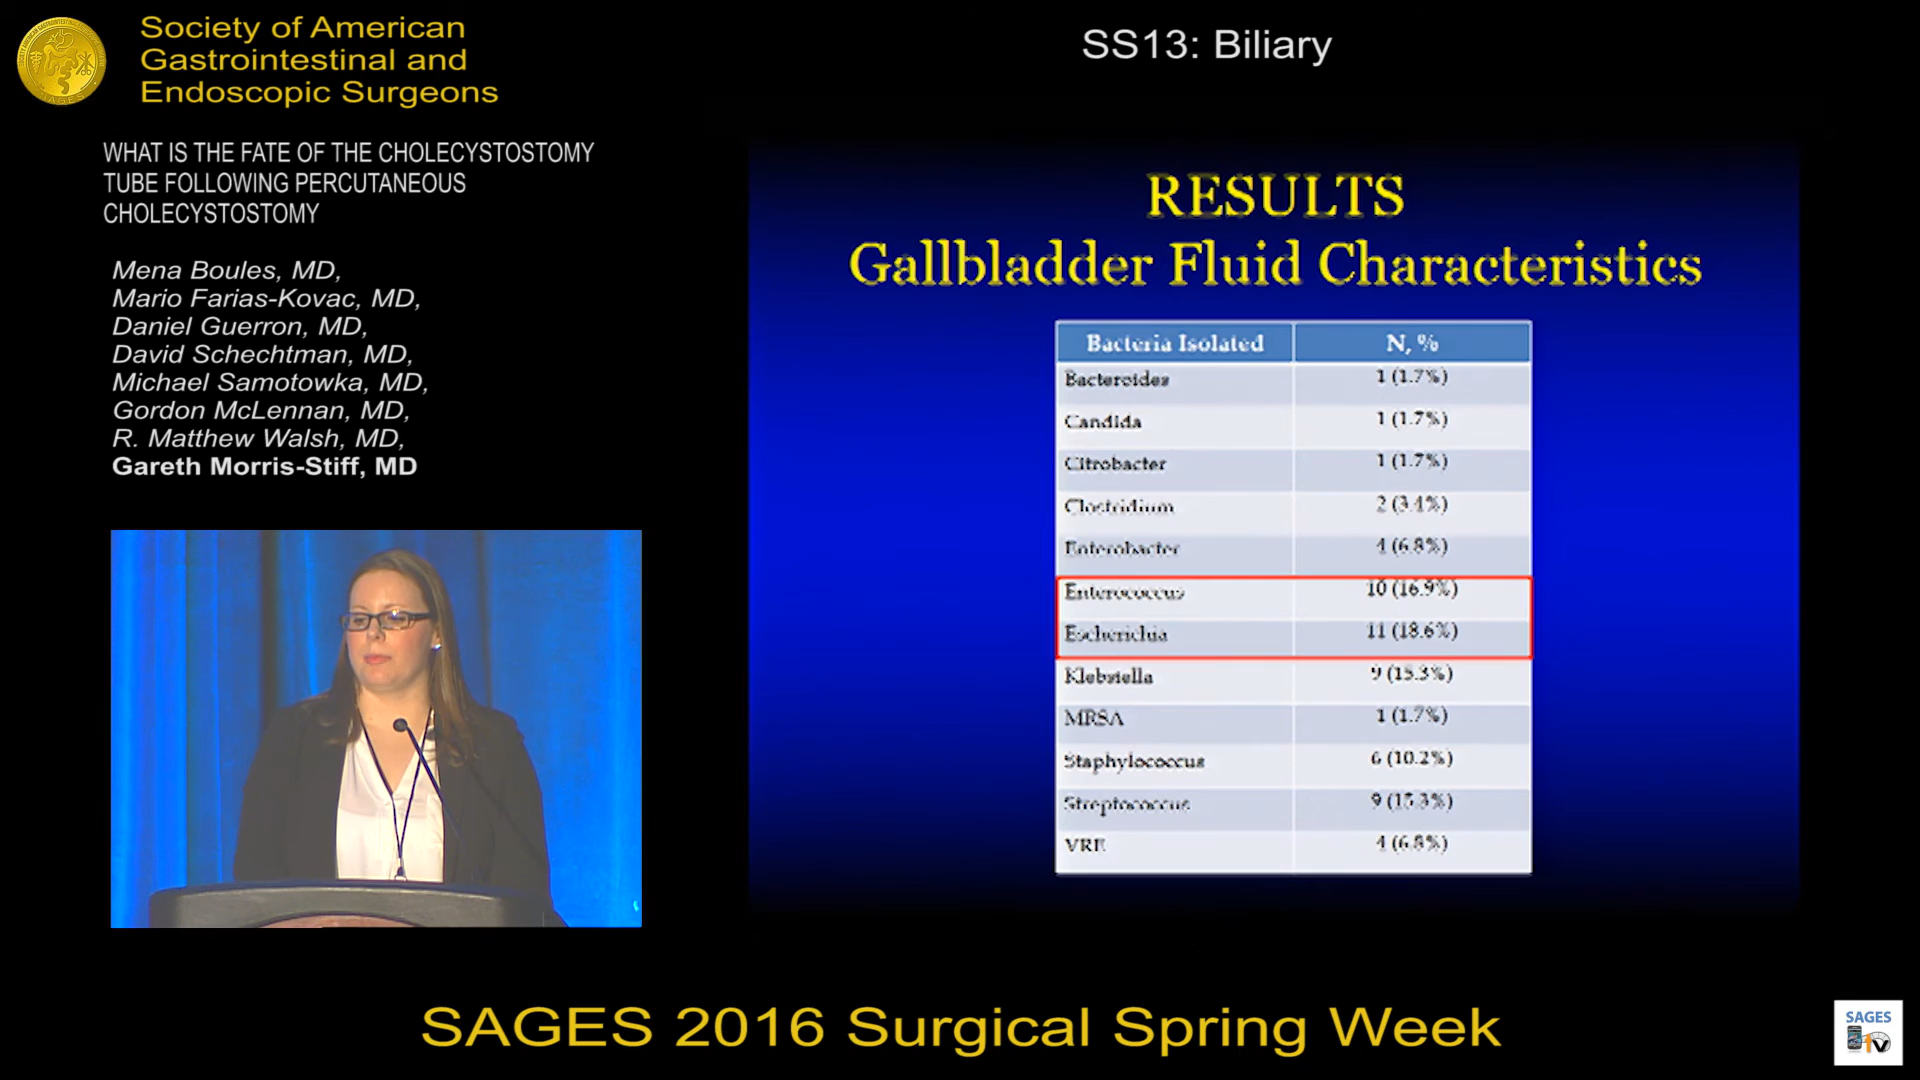 Society of American
Gastrointestinal and
Endoscopic Surgeons
SS13: Biliary
WHAT IS THE FATE OF THE CHOLECYSTOSTOMY
TUBE FOLLOWING PERCUTANEOUS
CHOLECYSTOSTOMY
Mena Boules, MD,
Mario Farias-Kovac, MD,
Daniel Guerron, MD,
David Schechtman, MD,
Michael Samotowka, MD,
Gordon McLennan, MD,
R. Matthew Walsh, MD,
Gareth Morris-Stiff, MD
RESULTS
Gallbladder Fluid Characteristics
Bacteria Isolated N, %
Bacteroides 1 (1.7%)
Candida 1 (1.7%)
Citrobacter 1 (1.7%)
Clostridium 2 (3.4%)
Enterobacter 4 (6.8%)
Enterococcus 10 (16.9%)
Escherichia 11 (18.6%)
Klebsiella 9 (15.3%)
MRSA 1 (1.7%)
Staphylococcus 6 (10.2%)
Streptococcus 9 (15.3%)
VRE 4 (6.8%)
SAGES 2016 Surgical Spring Week
SAGES
TV